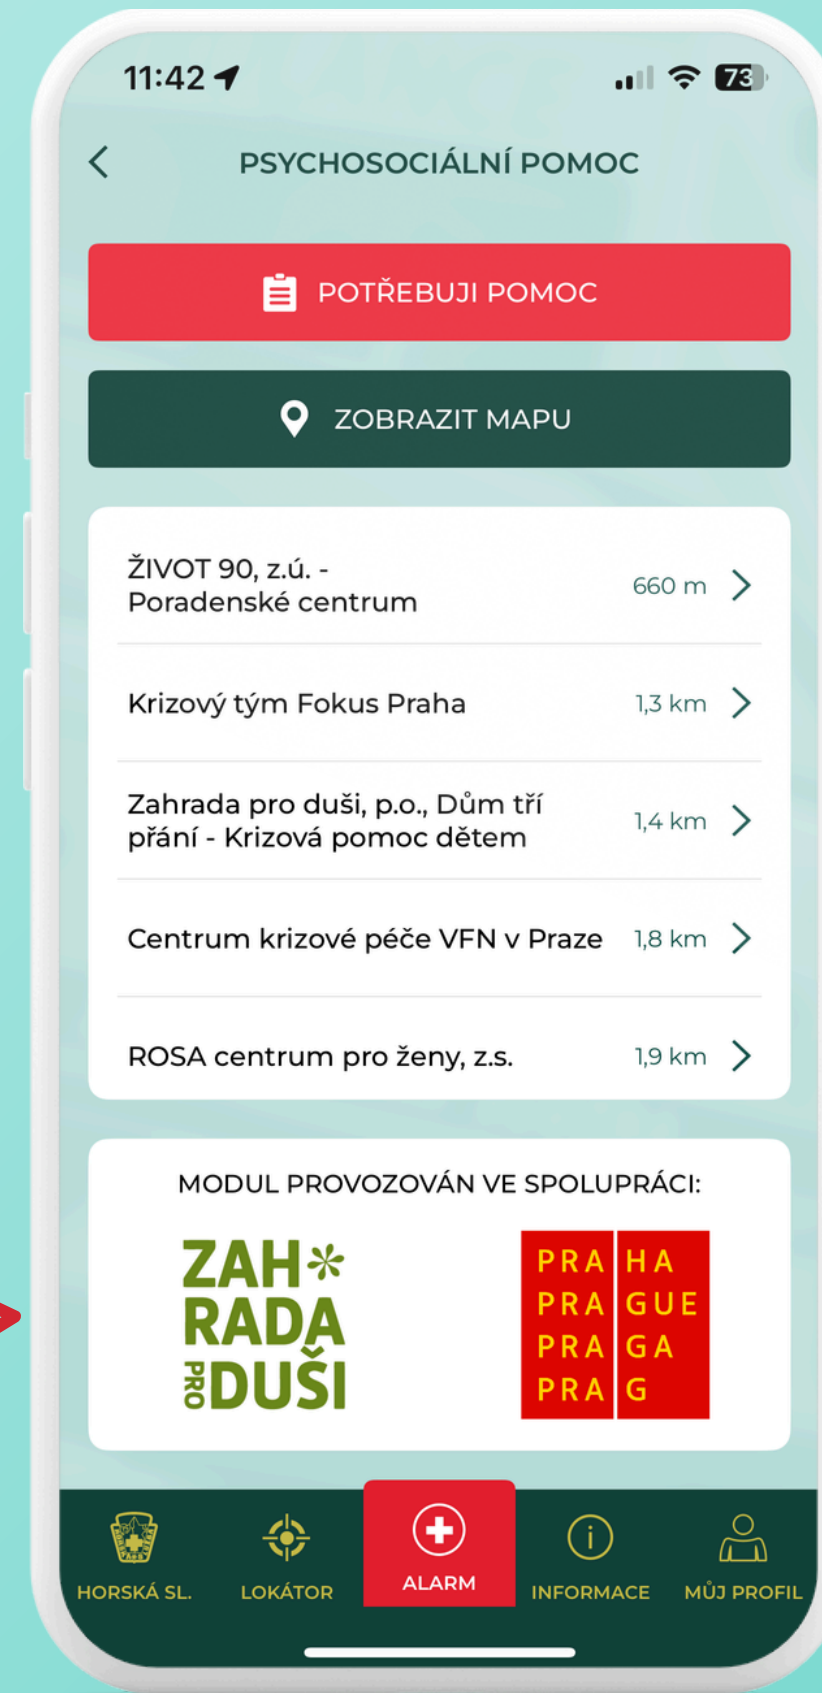 11:42
73
PSYCHOSOCIÁLNÍ POMOC
POTŘEBUJI POMOC
ZOBRAZIT MAPU
ŽIVOT 90, z.ú. -
Poradenské centrum
660 m
Krizový tým Fokus Praha
1,3 km
Zahrada pro duši, p.o., Dům tří
přání - Krizová pomoc dětem
1,4 km
Centrum krizové péče VFN v Praze
1,8 km
ROSA centrum pro ženy, z.s.
1,9 km
MODUL PROVOZOVÁN VE SPOLUPRÁCI:
ZAH*
RADA
PRO DUŠI
PRA HA
PRA GUE
PRA GA
PRA G
HORSKÁ SL.
LOKÁTOR
ALARM
INFORMACE
MŮJ PROFIL